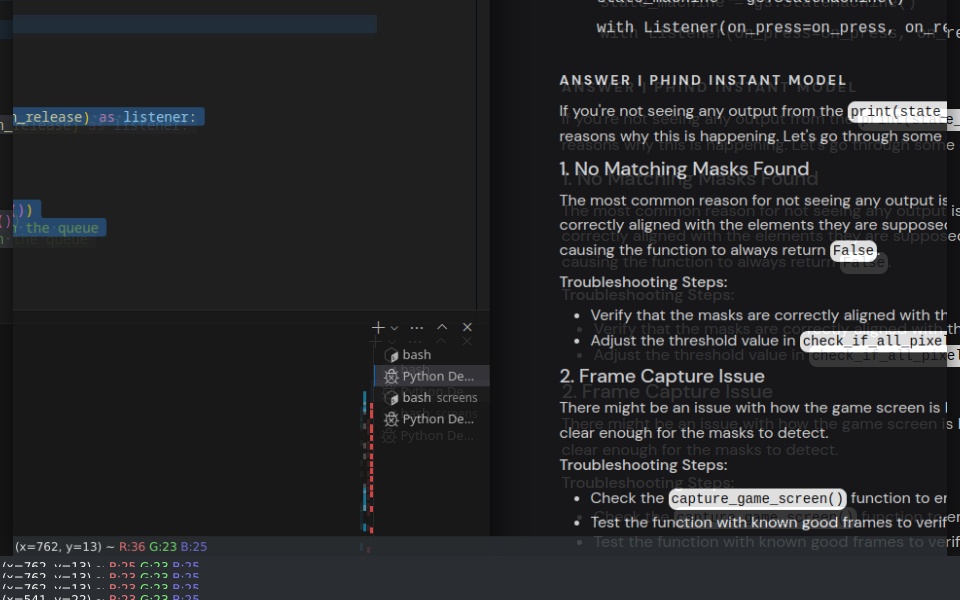 n_release) as listener:
())
n the queue
bash
Python De...
bash screens
Python De...
(x=762, y=13) ~ R:36 G:23 B:25
(x=762, y=13) ~ R:25 G:23 B:25
(x=762, y=13) ~ R:23 G:23 B:25
(x=762, y=13) ~ R:23 G:23 B:25
(x=541, y=22) ~ R:23 G:23 B:25
with Listener(on_press=on_press, on_re
ANSWER | PHIND INSTANT MODEL
If you're not seeing any output from the print(state_
reasons why this is happening. Let's go through some
1. No Matching Masks Found
The most common reason for not seeing any output is
correctly aligned with the elements they are supposed
causing the function to always return False.
Troubleshooting Steps:
• Verify that the masks are correctly aligned with th
• Adjust the threshold value in check_if_all_pixel
2. Frame Capture Issue
There might be an issue with how the game screen is b
clear enough for the masks to detect.
Troubleshooting Steps:
• Check the capture_game_screen() function to en
• Test the function with known good frames to verif